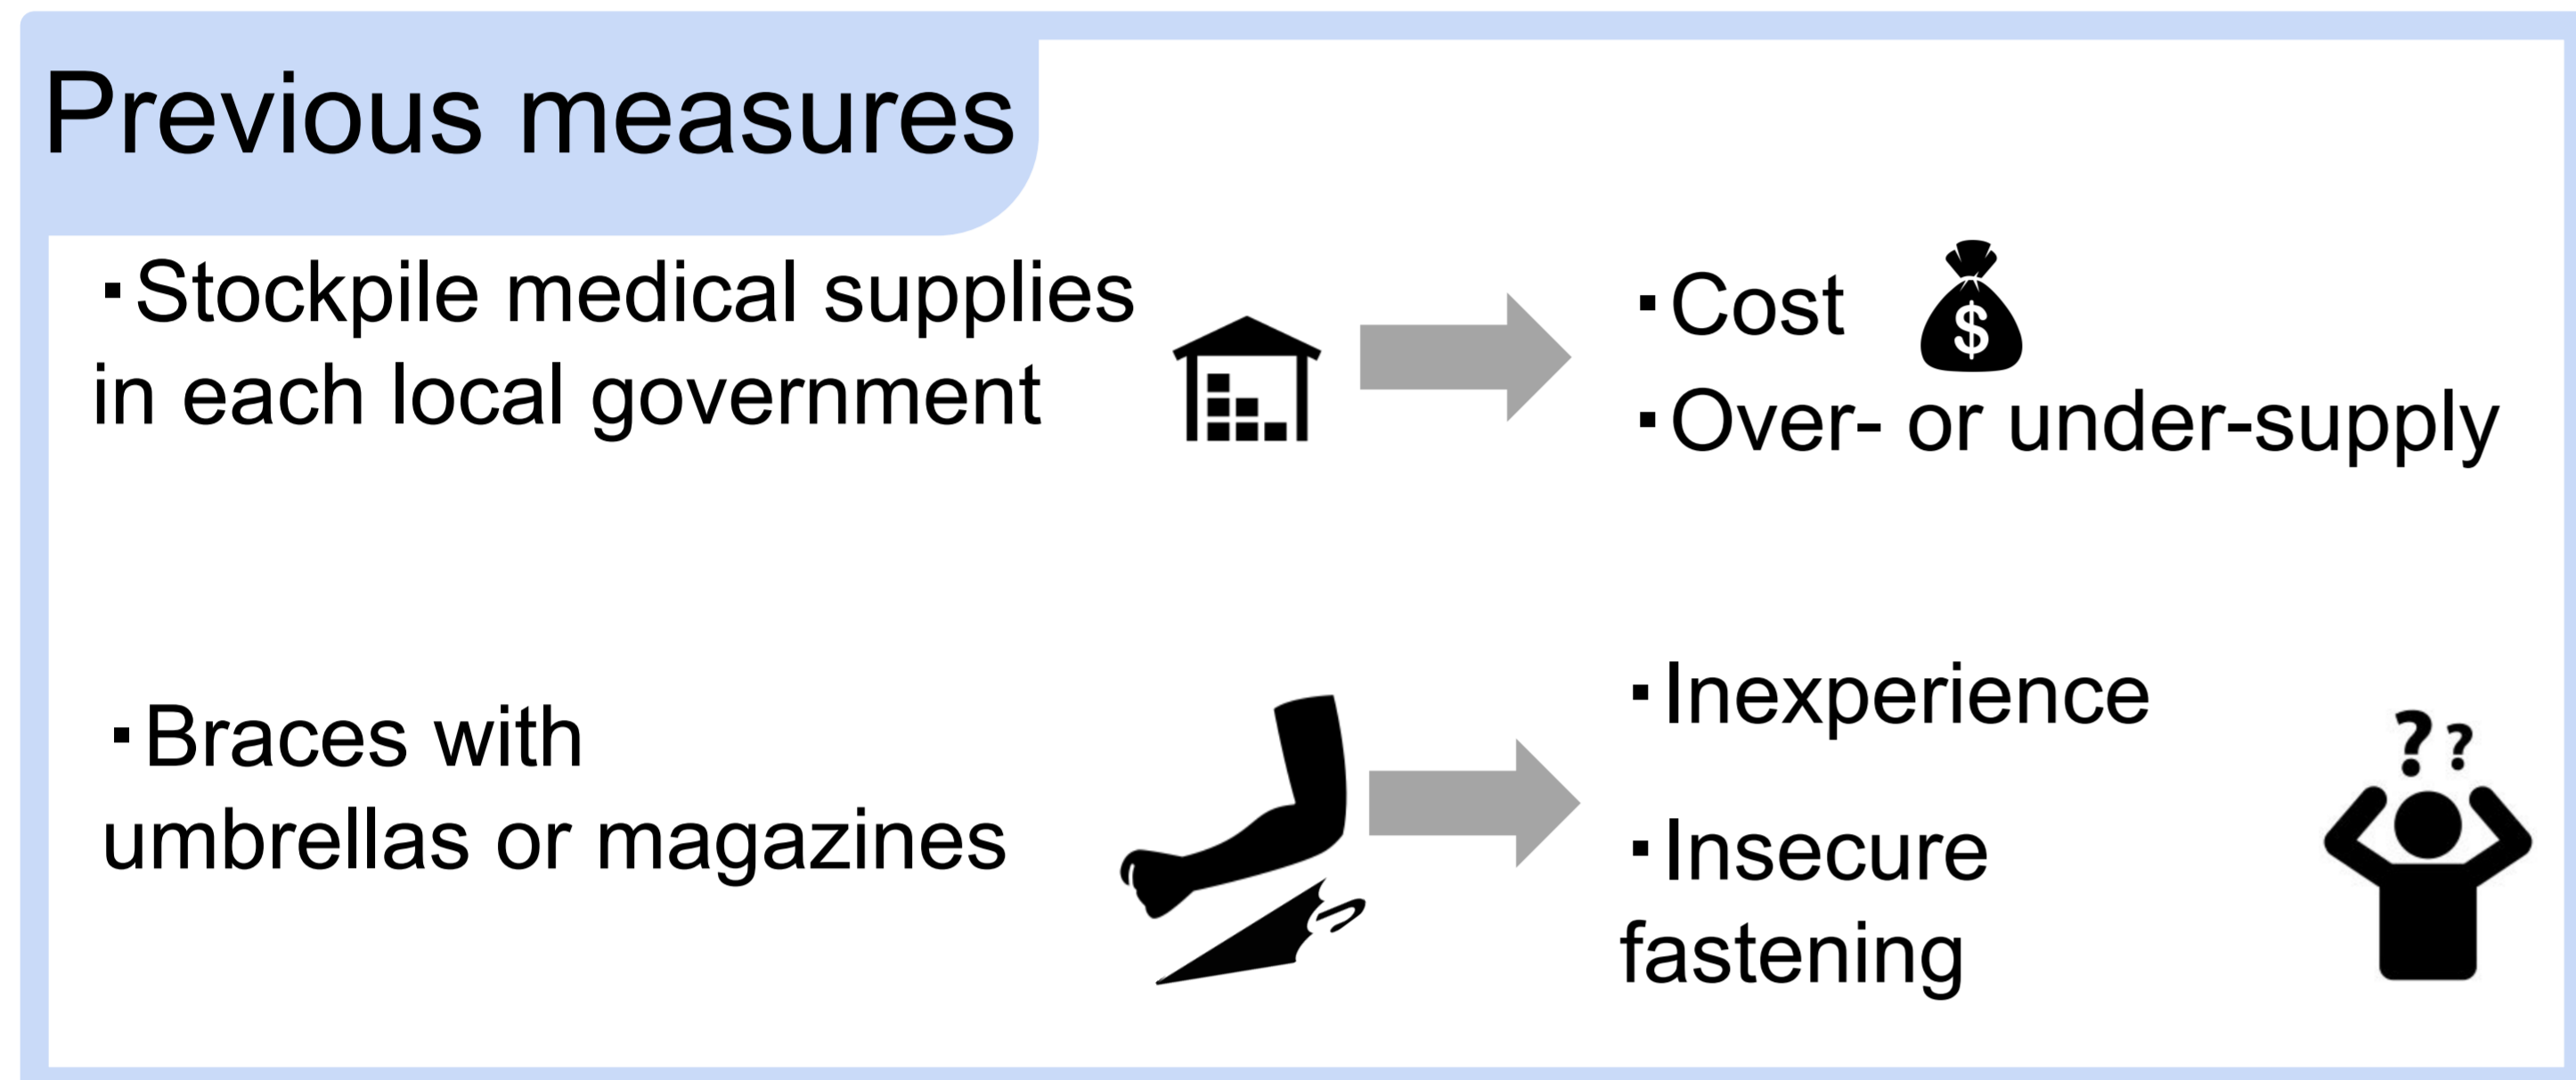 Previous measures
・Stockpile medical supplies
in each local government
$
・Cost
・Over- or under-supply
・Braces with
umbrellas or magazines
・Inexperience
・Insecure
fastening
? ?